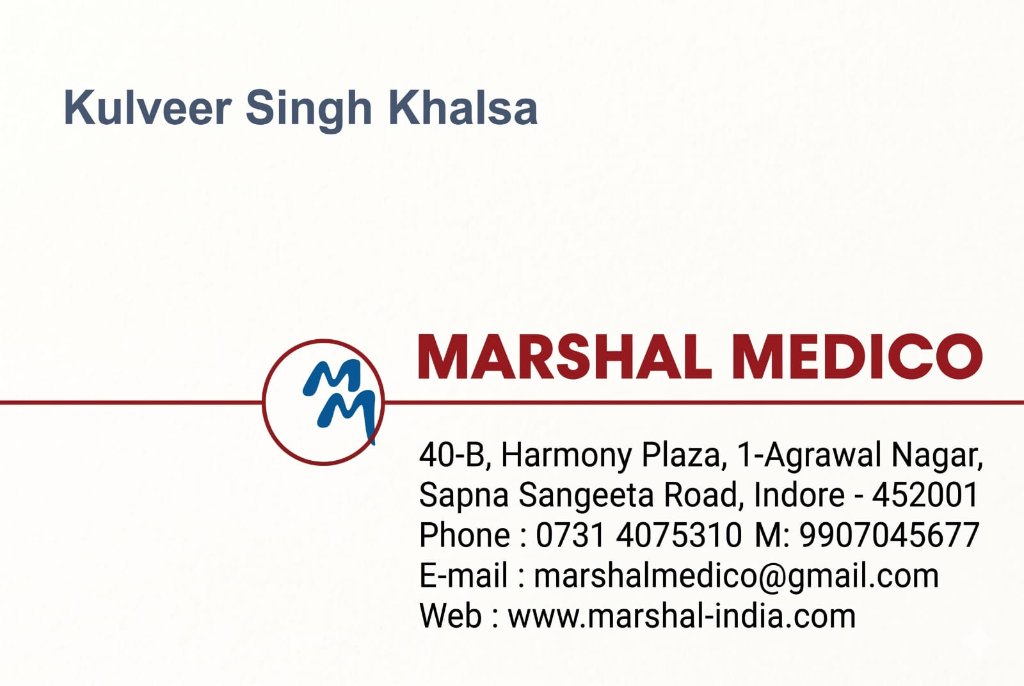 Kulveer Singh Khalsa
MM
MARSHAL MEDICO
40-B, Harmony Plaza, 1-Agrawal Nagar,
Sapna Sangeeta Road, Indore - 452001
Phone : 0731 4075310 M: 9907045677
E-mail : marshalmedico@gmail.com
Web : www.marshal-india.com